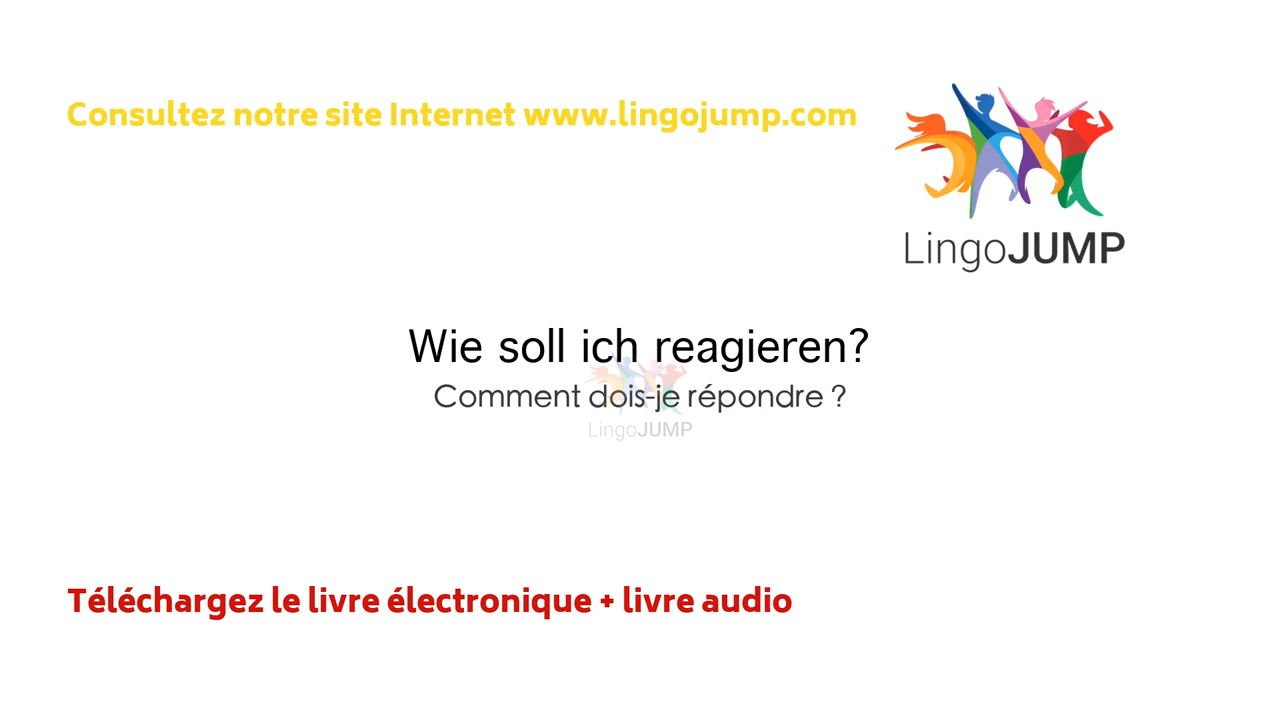 Consultez notre site Internet www.lingojump.com
LingoJUMP
Wie soll ich reagieren?
Comment dois-je répondre ?
LingoJUMP
Téléchargez le livre électronique + livre audio